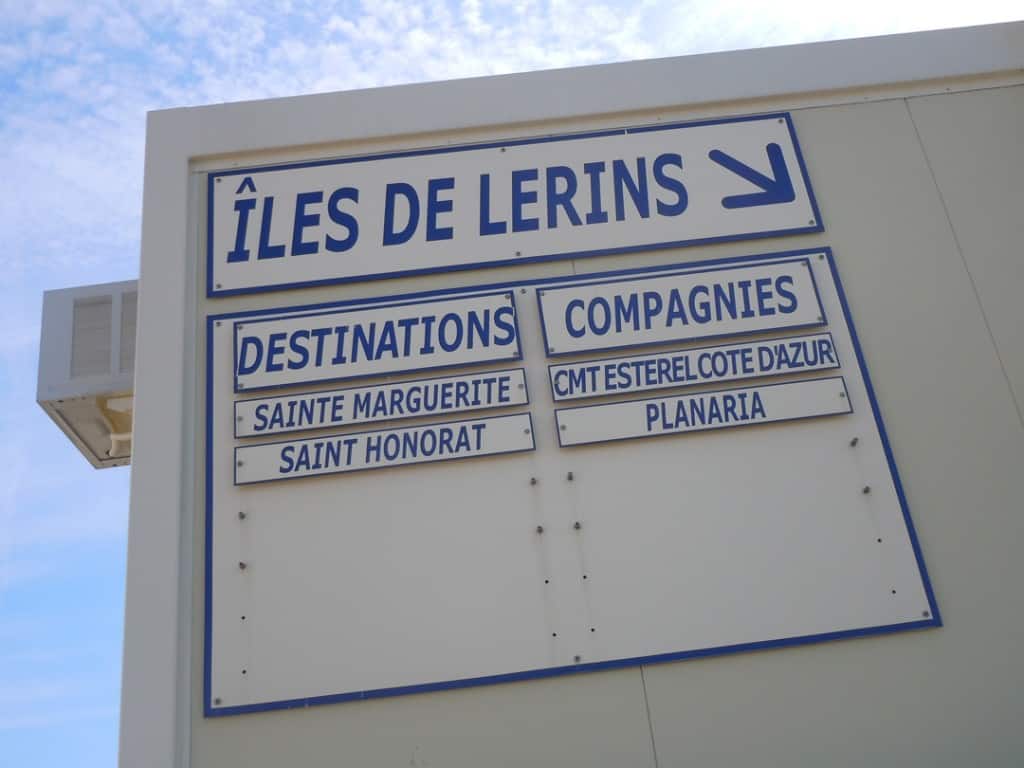 ÎLES DE LERINS
DESTINATIONS
SAINTE MARGUERITE
SAINT HONORAT
COMPAGNIES
CMT ESTEREL COTE D'AZUR
PLANARIA